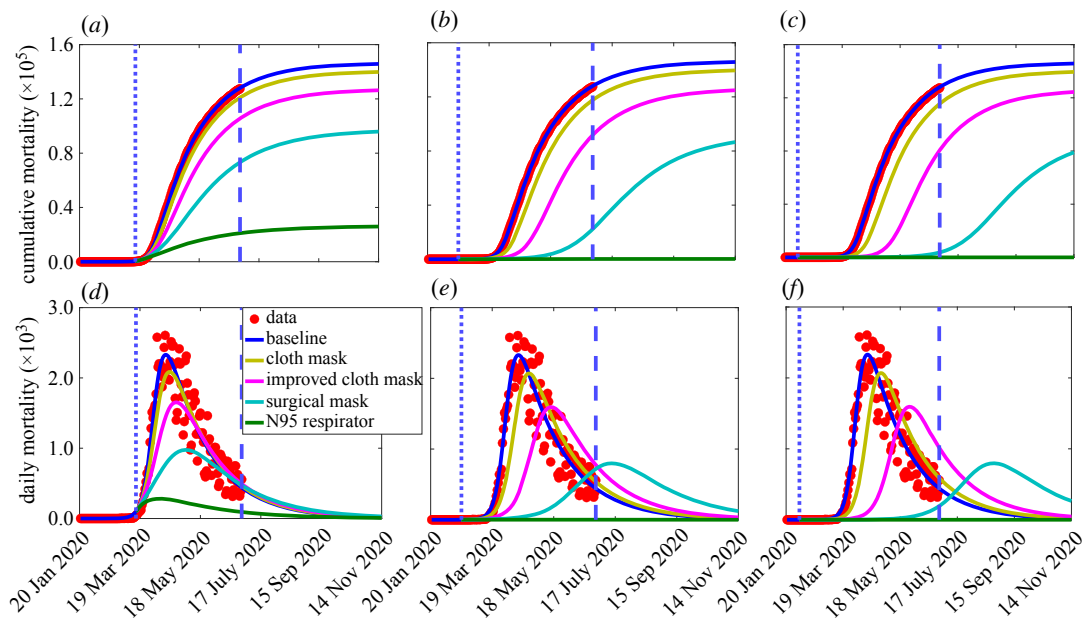 (a) (b) (c)
cumulative mortality (×10⁵)
1.6
1.2
0.8
0.4
0.0
(d) (e) (f)
daily mortality (×10³)
3.0
2.0
1.0
0.0
data
baseline
cloth mask
improved cloth mask
surgical mask
N95 respirator
20 Jan 2020 19 Mar 2020 18 May 2020 17 July 2020 15 Sep 2020 14 Nov 2020
20 Jan 2020 19 Mar 2020 18 May 2020 17 July 2020 15 Sep 2020 14 Nov 2020
20 Jan 2020 19 Mar 2020 18 May 2020 17 July 2020 15 Sep 2020 14 Nov 2020